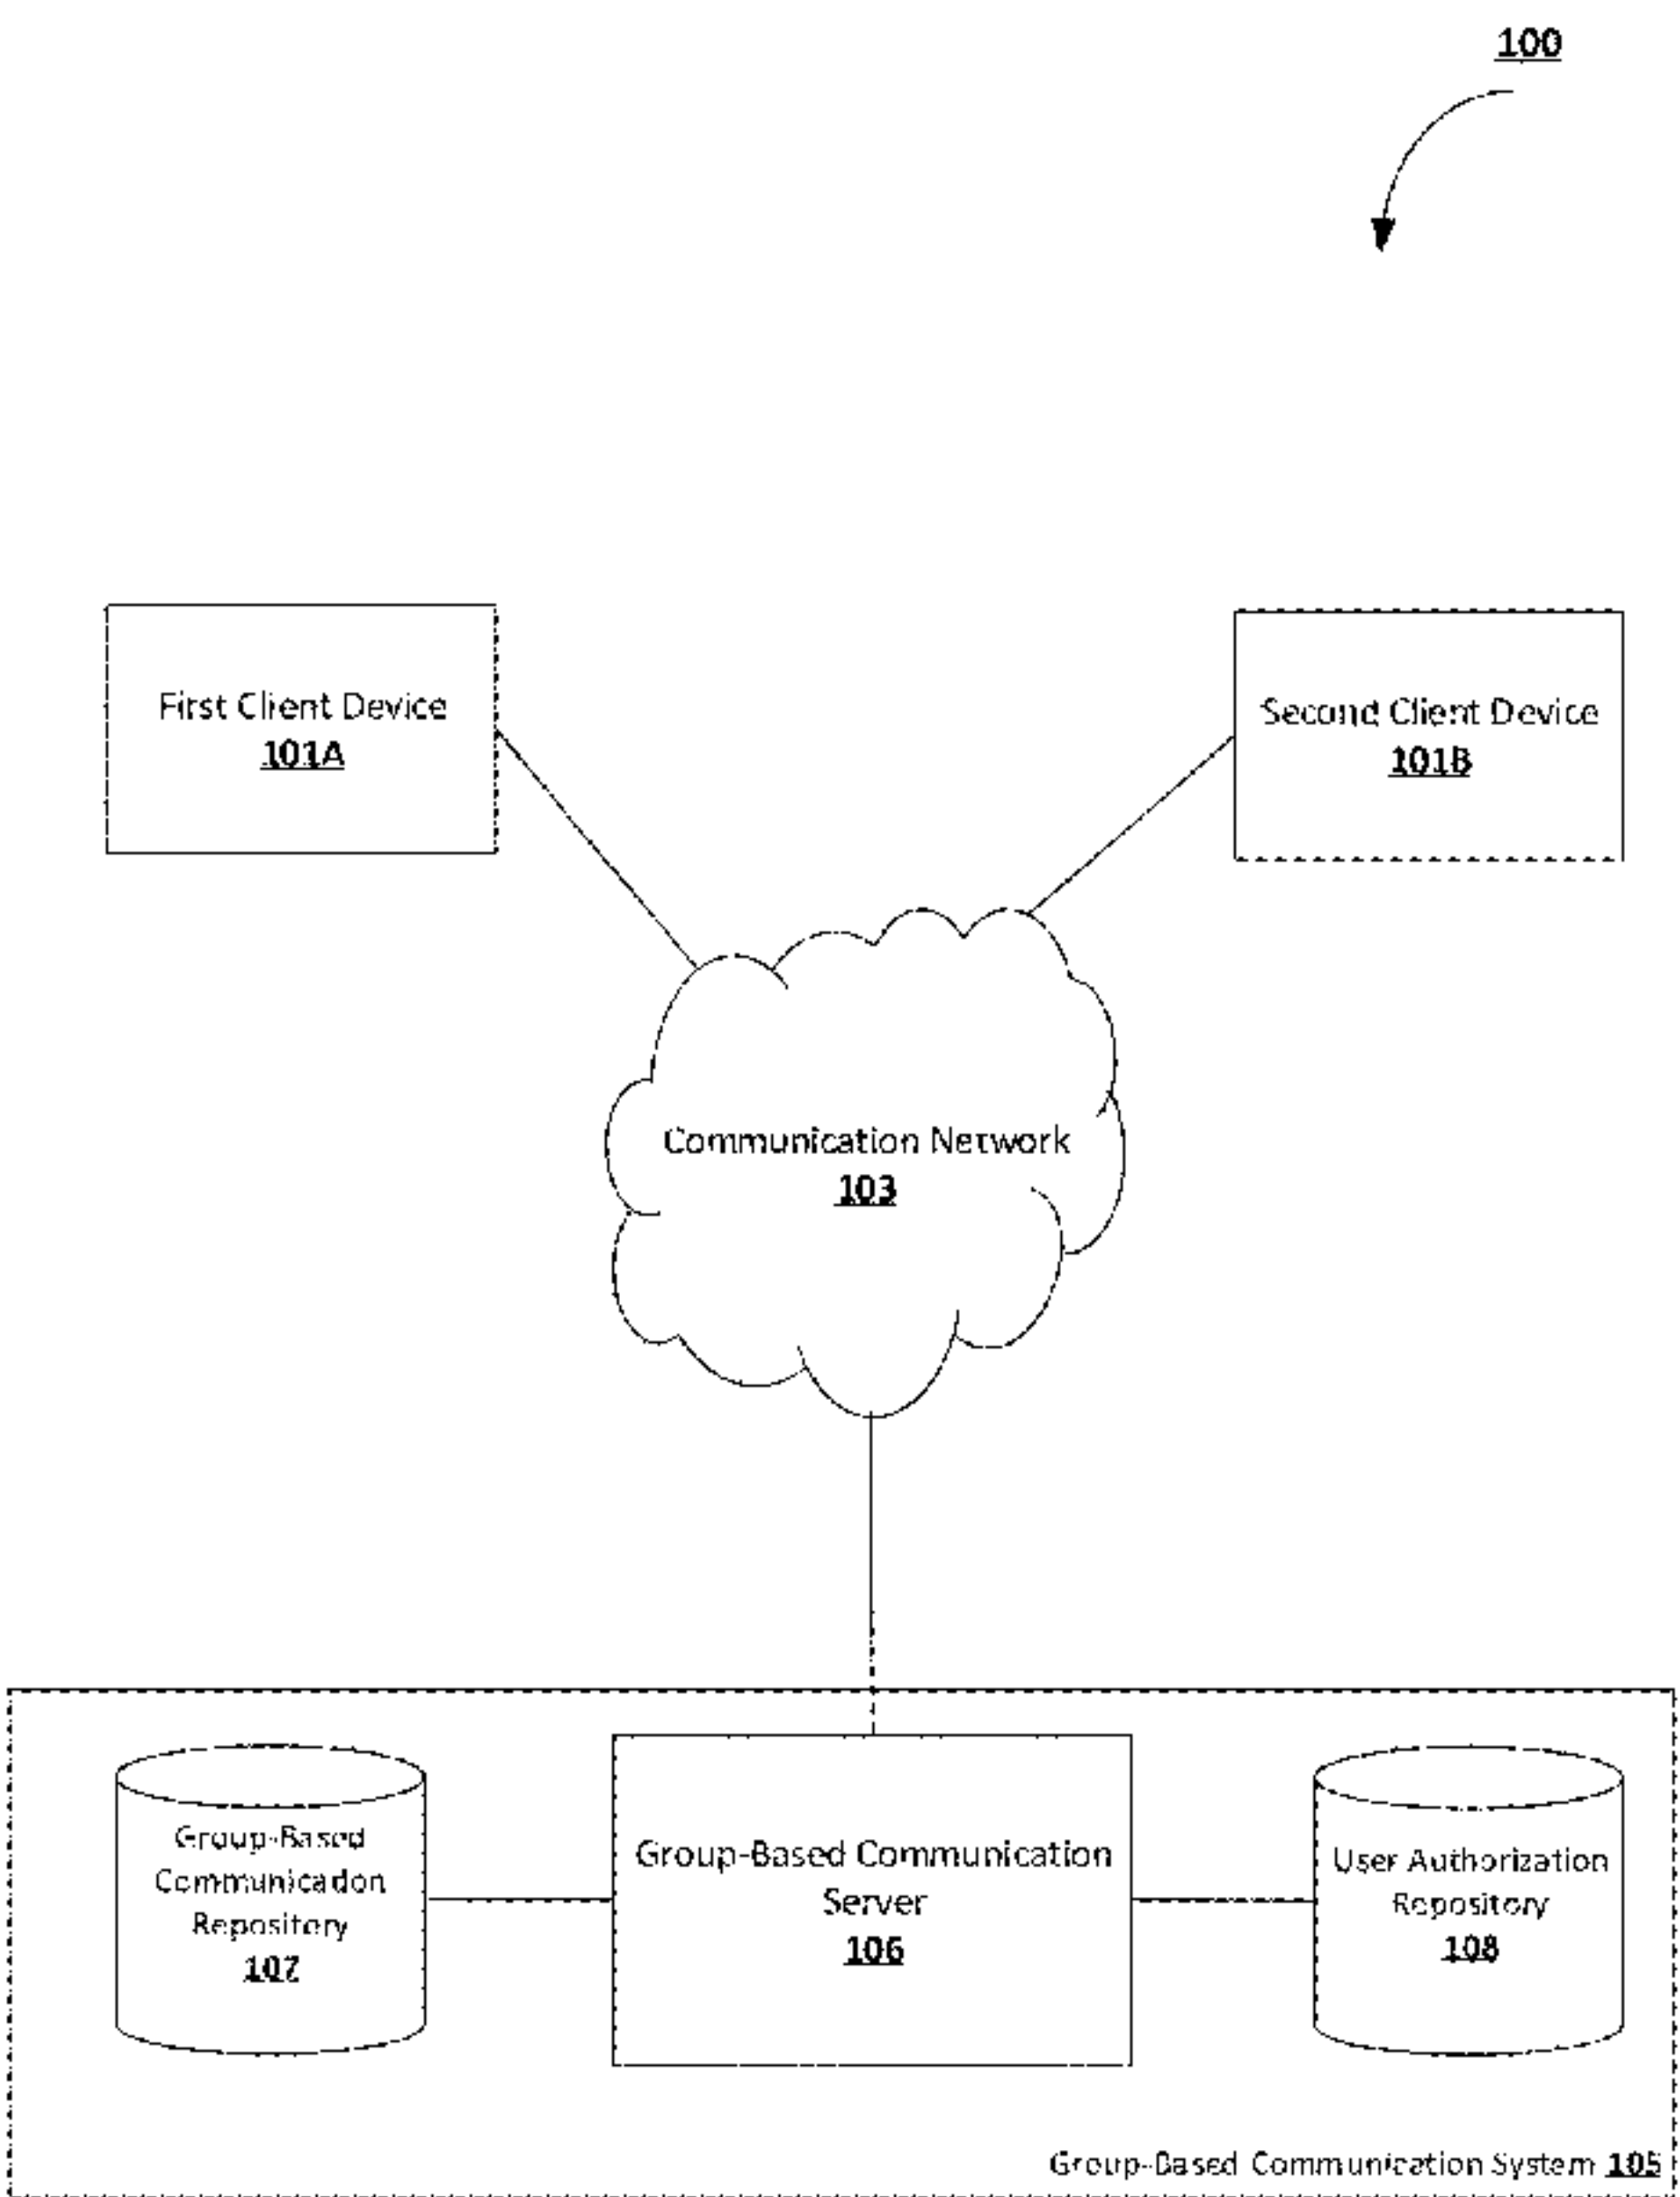 100
First Client Device
101A
Second Client Device
101B
Communication Network
103
Group-Based
Communication
Repository
107
Group-Based Communication
Server
106
User Authorization
Repository
108
Group-Based Communication System 105